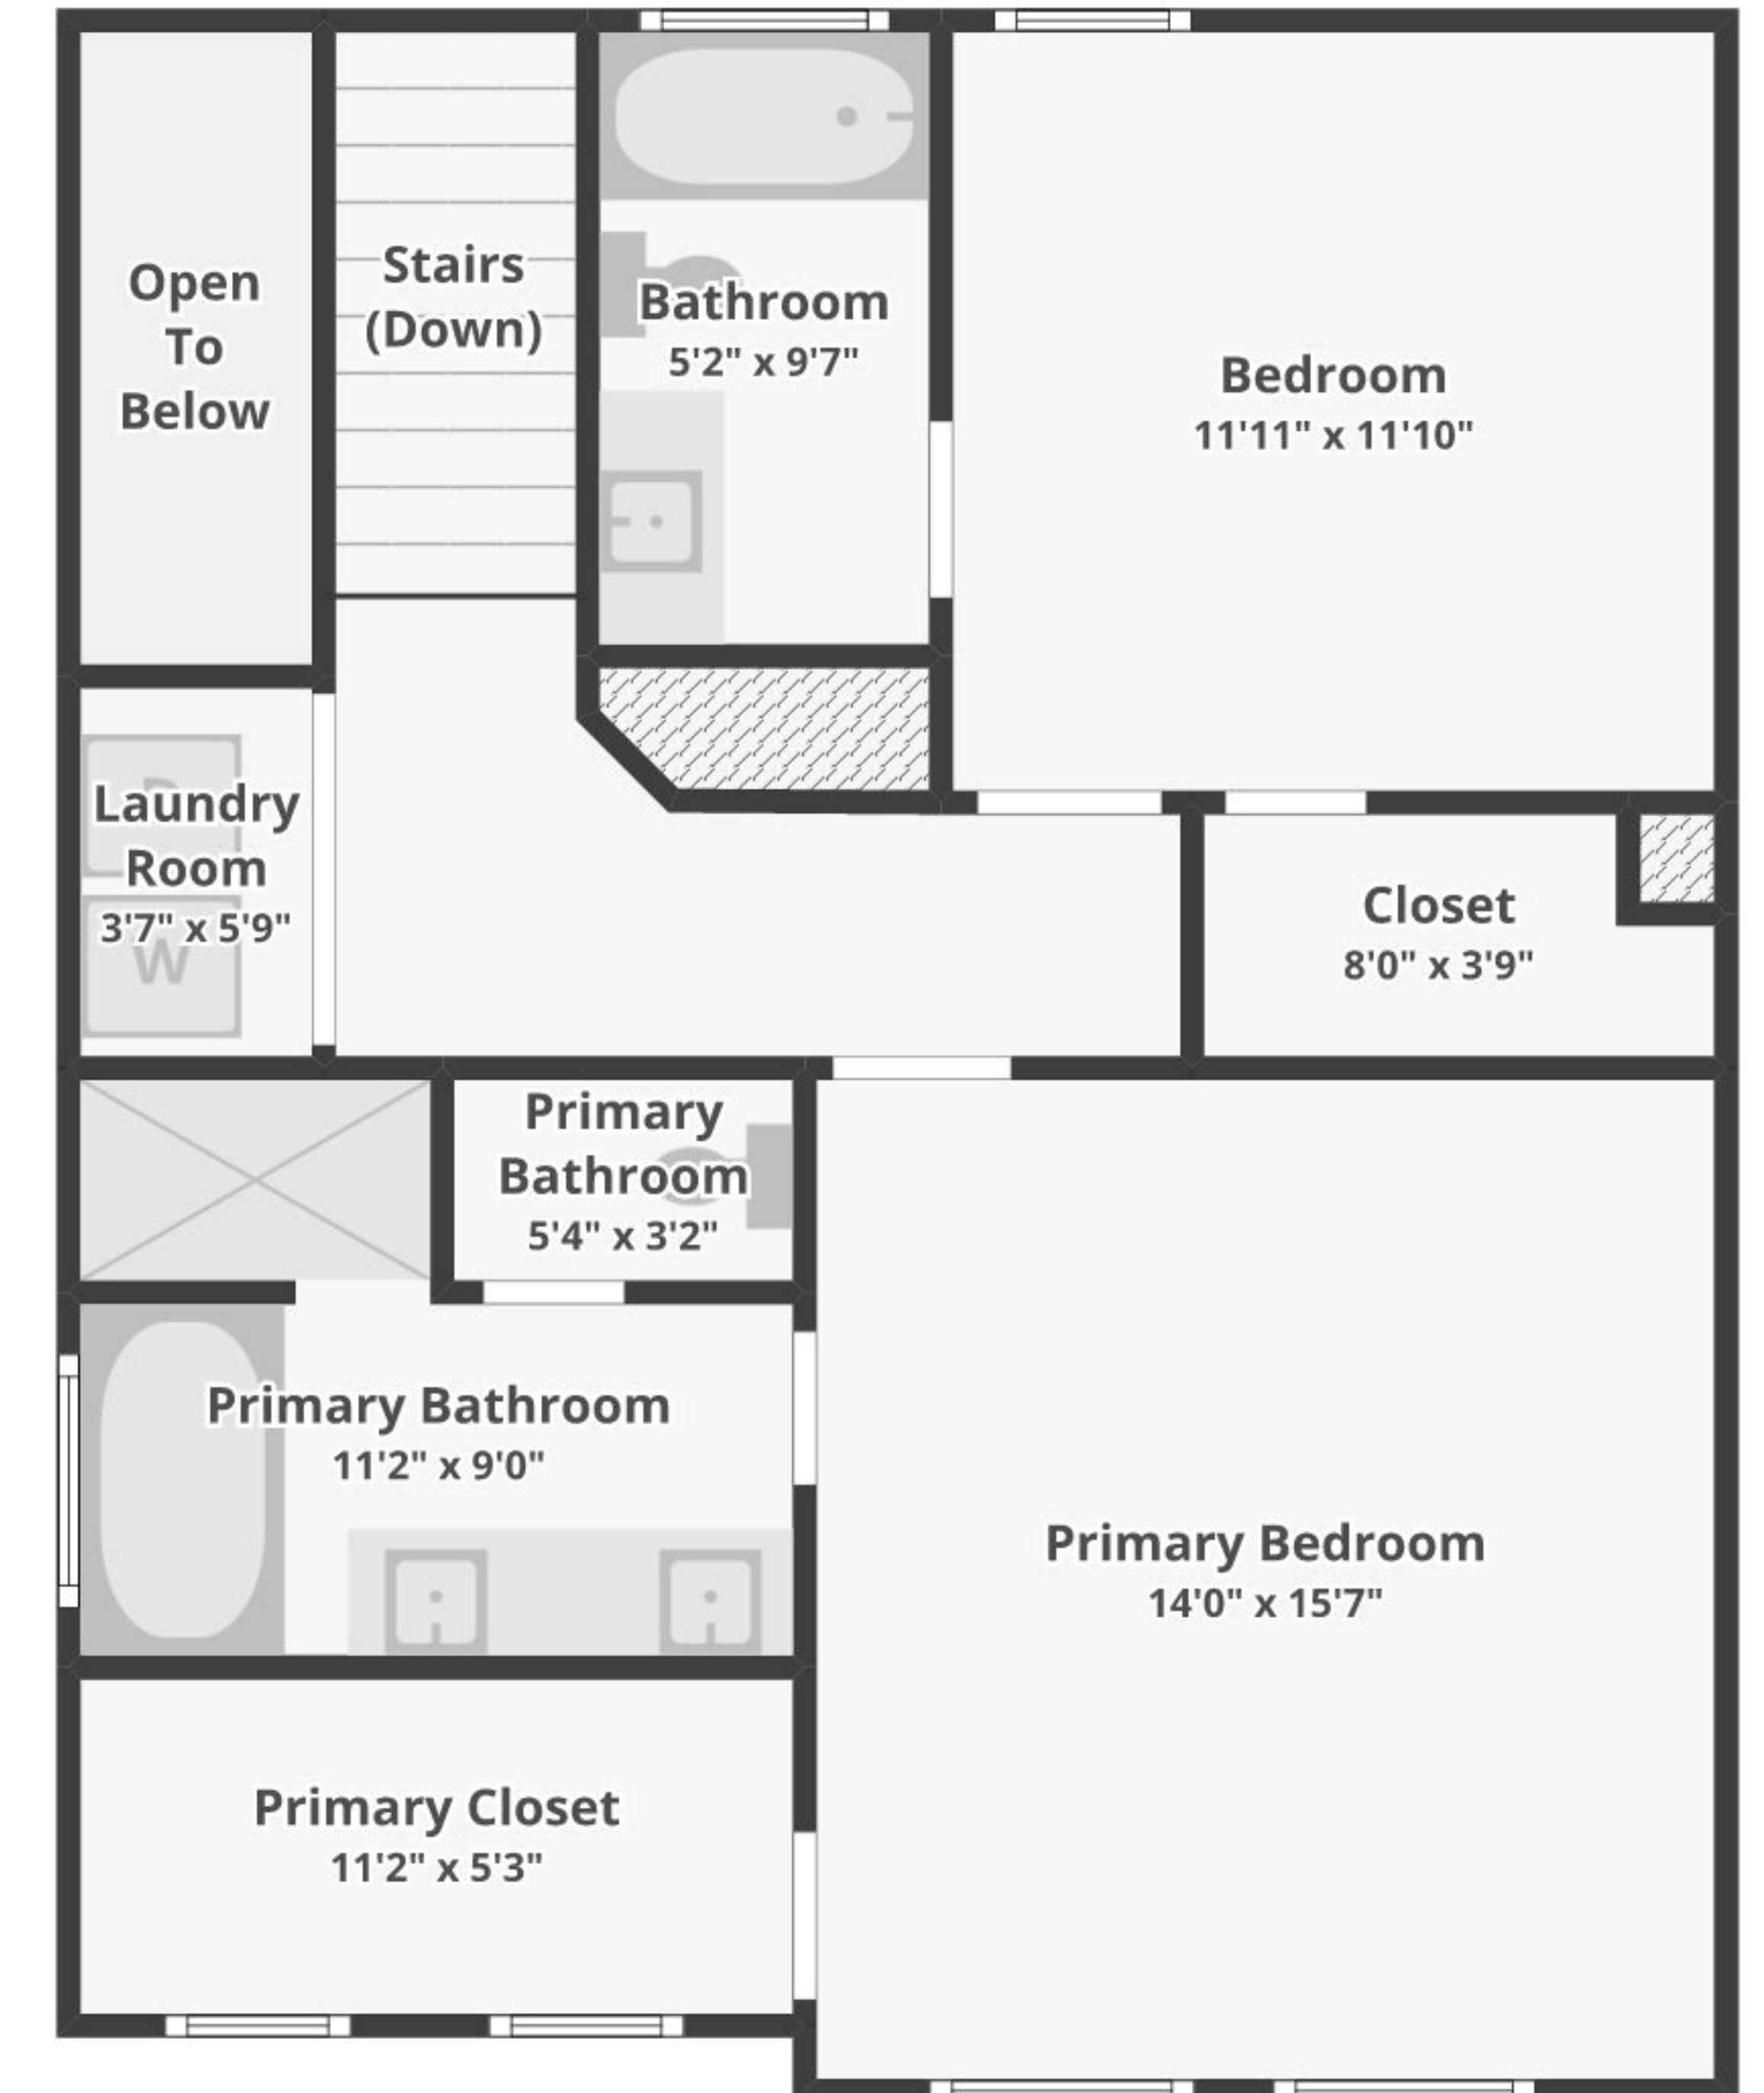 Open
To
Below
Stairs
(Down)
Bathroom
5'2" x 9'7"
Bedroom
11'11" x 11'10"
Laundry
Room
3'7" x 5'9"
W
Closet
8'0" x 3'9"
Primary
Bathroom
5'4" x 3'2"
Primary Bathroom
11'2" x 9'0"
Primary Bedroom
14'0" x 15'7"
Primary Closet
11'2" x 5'3"